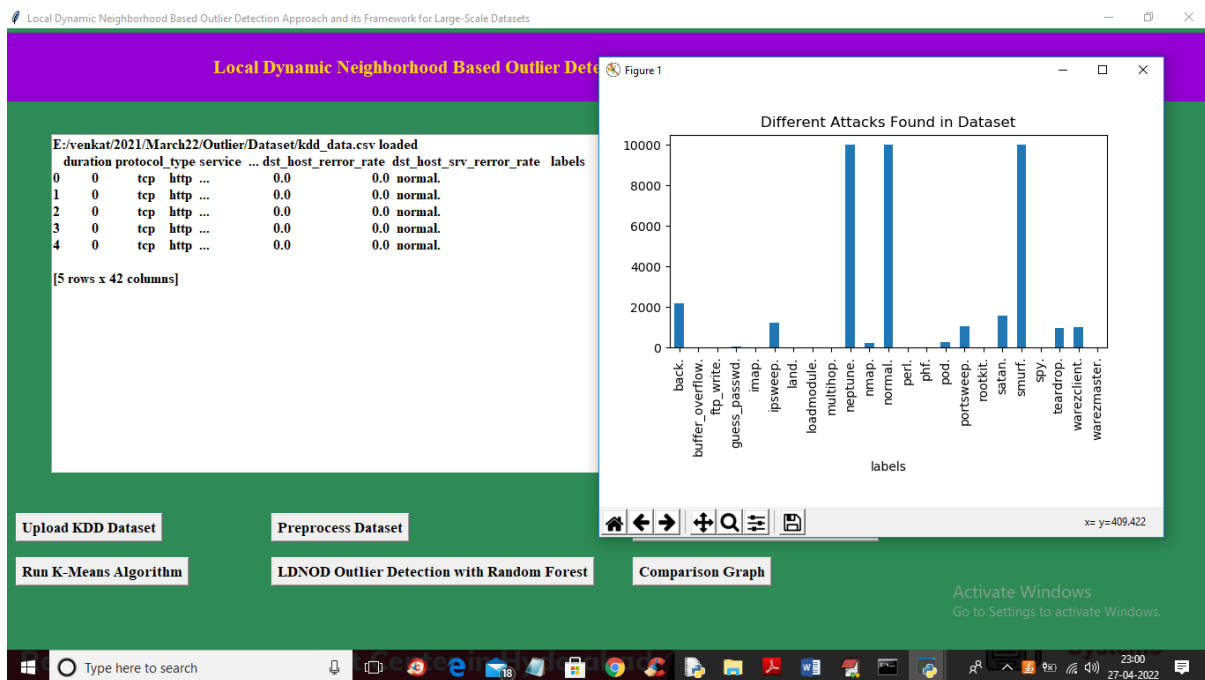 Local Dynamic Neighborhood Based Outlier Detection Approach and its Framework for Large-Scale Datasets
Local Dynamic Neighborhood Based Outlier Dete
Figure 1
E:/venkat/2021/March22/Outlier/Dataset/kdd_data.csv loaded
duration protocol_type service ... dst_host_rerror_rate dst_host_srv_rerror_rate labels
0 0 tcp http ... 0.0 0.0 normal.
1 0 tcp http ... 0.0 0.0 normal.
2 0 tcp http ... 0.0 0.0 normal.
3 0 tcp http ... 0.0 0.0 normal.
4 0 tcp http ... 0.0 0.0 normal.
[5 rows x 42 columns]
Different Attacks Found in Dataset
10000
8000
6000
4000
2000
0
back.
buffer_overflow.
ftp_write.
guess_passwd.
imap.
ipsweep.
land.
loadmodule.
multihop.
neptune.
nmap.
normal.
perl.
phf.
pod.
portsweep.
rootkit.
satan.
smurf.
spy.
teardrop.
warezclient.
warezmaster.
labels
x= y=409.422
Upload KDD Dataset
Preprocess Dataset
Run K-Means Algorithm
LDNOD Outlier Detection with Random Forest
Comparison Graph
Activate Windows
Go to Settings to activate Windows.
Type here to search
18
23:00
27-04-2022